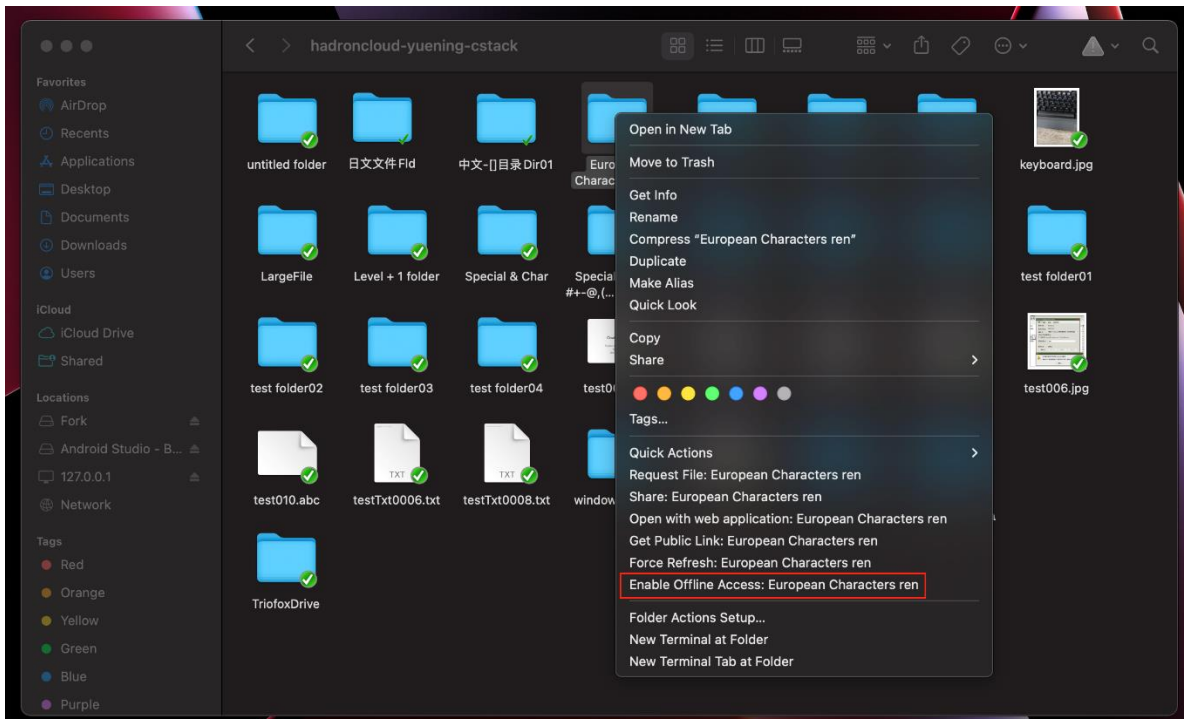 hadroncloud-yuening-cstack
Favorites
AirDrop
Recents
Applications
Desktop
Documents
Downloads
Users
iCloud
iCloud Drive
Shared
Locations
Fork
Android Studio - B...
127.0.0.1
Network
Tags
Red
Orange
Yellow
Green
Blue
Purple
untitled folder
日文文件Fld
中文-[]目录Dir01
Euro
Charac
keyboard.jpg
LargeFile
Level + 1 folder
Special & Char
Special
#+-@,(...
test folder01
test folder02
test folder03
test folder04
test00
test006.jpg
test010.abc
TXT
testTxt0006.txt
TXT
testTxt0008.txt
window
TriofoxDrive
Open in New Tab
Move to Trash
Get Info
Rename
Compress “European Characters ren”
Duplicate
Make Alias
Quick Look
Copy
Share
Tags...
Quick Actions
Request File: European Characters ren
Share: European Characters ren
Open with web application: European Characters ren
Get Public Link: European Characters ren
Force Refresh: European Characters ren
Enable Offline Access: European Characters ren
Folder Actions Setup...
New Terminal at Folder
New Terminal Tab at Folder